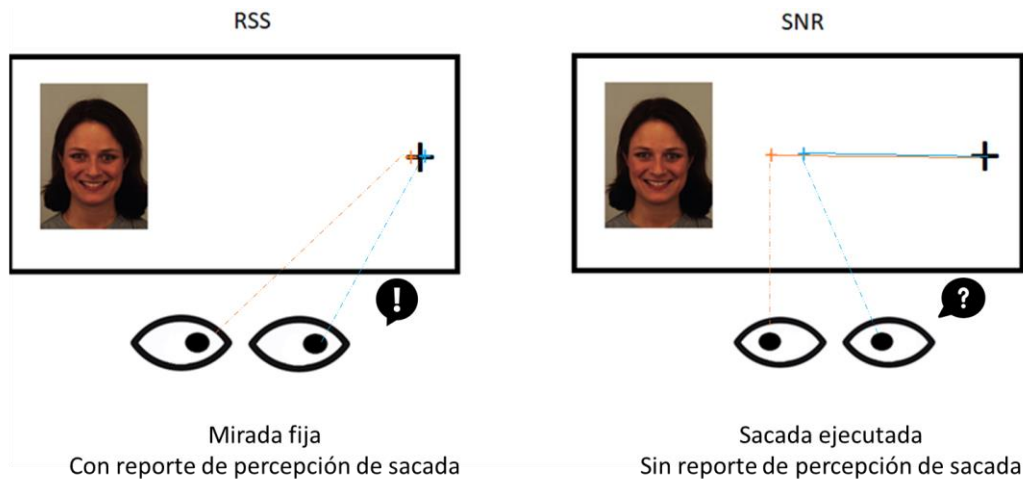 RSS
SNR
!
?
Mirada fija
Con reporte de percepción de sacada
Sacada ejecutada
Sin reporte de percepción de sacada